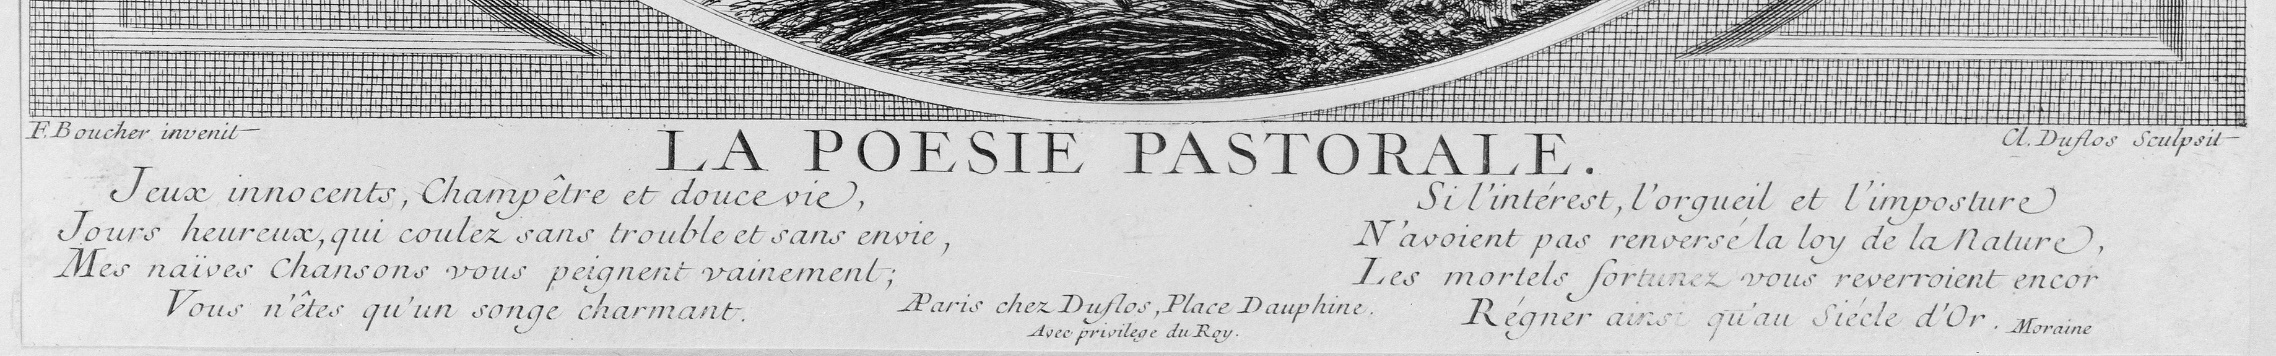 F. Boucher invenit
Cl. Duflos Sculpsit
LA POESIE PASTORALE.
Jeux innocents, Champêtre et douce vie,
Jours heureux, qui coulez sans trouble et sans envie,
Mes naïves Chansons vous peignent vainement;
Vous n'êtes qu'un songe charmant.
Si l'intérest, l'orgueil et l'imposture
N'avoient pas renversé la loy de la Nature,
Les mortels fortunez vous reverroient encor
Régner ainsi qu'au Siécle d'Or.
Moraine
AParis chez Duflos, Place Dauphine.
Avec privilege du Roy.